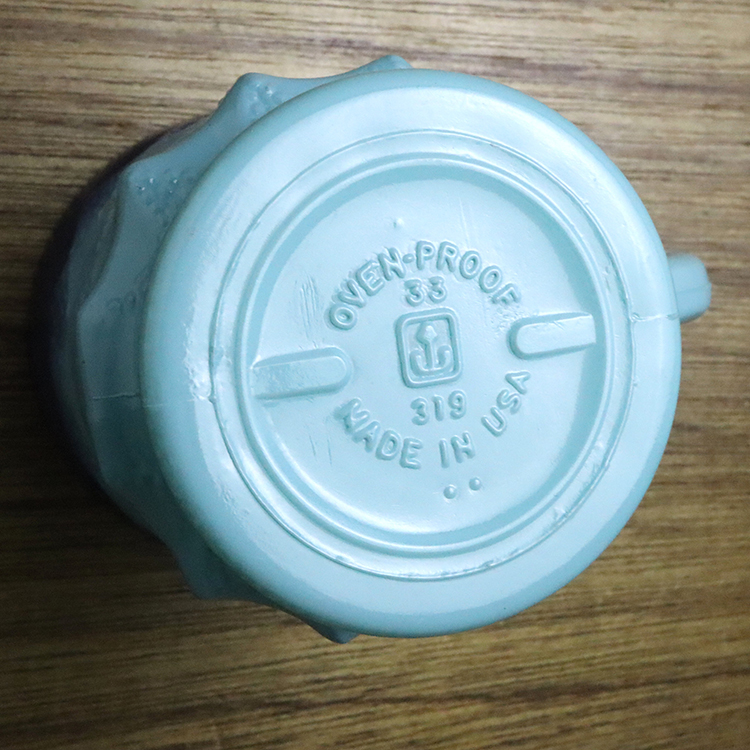 OVEN-PROOF
33
319
MADE IN USA